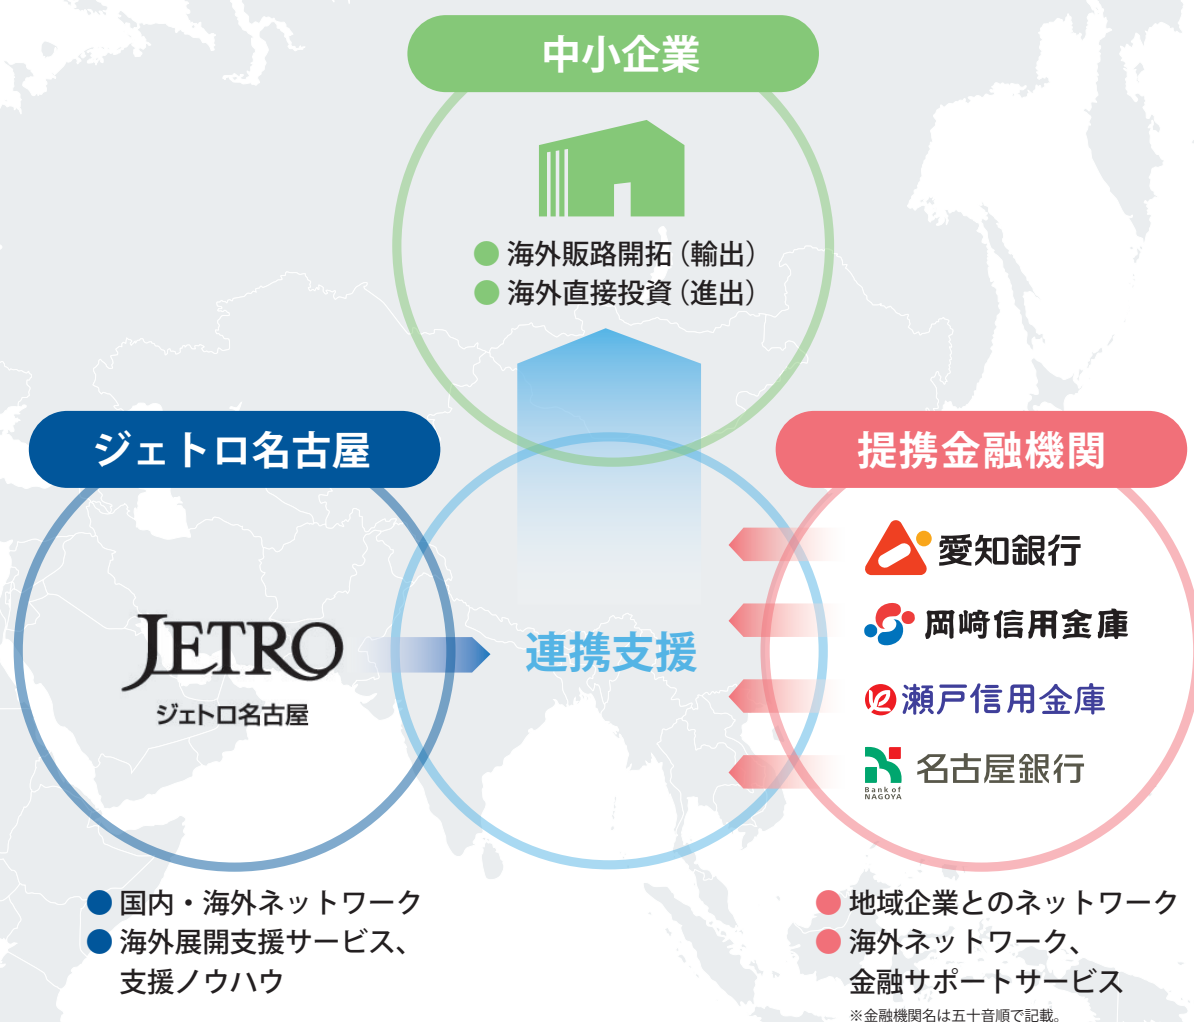 中小企業
● 海外販路開拓（輸出）
● 海外直接投資（進出）
ジェトロ名古屋
JETRO
ジェトロ名古屋
● 国内・海外ネットワーク
● 海外展開支援サービス、
支援ノウハウ
連携支援
提携金融機関
愛知銀行
岡崎信用金庫
瀬戸信用金庫
Bank of
NAGOYA
名古屋銀行
● 地域企業とのネットワーク
● 海外ネットワーク、
金融サポートサービス
※金融機関名は五十音順で記載。